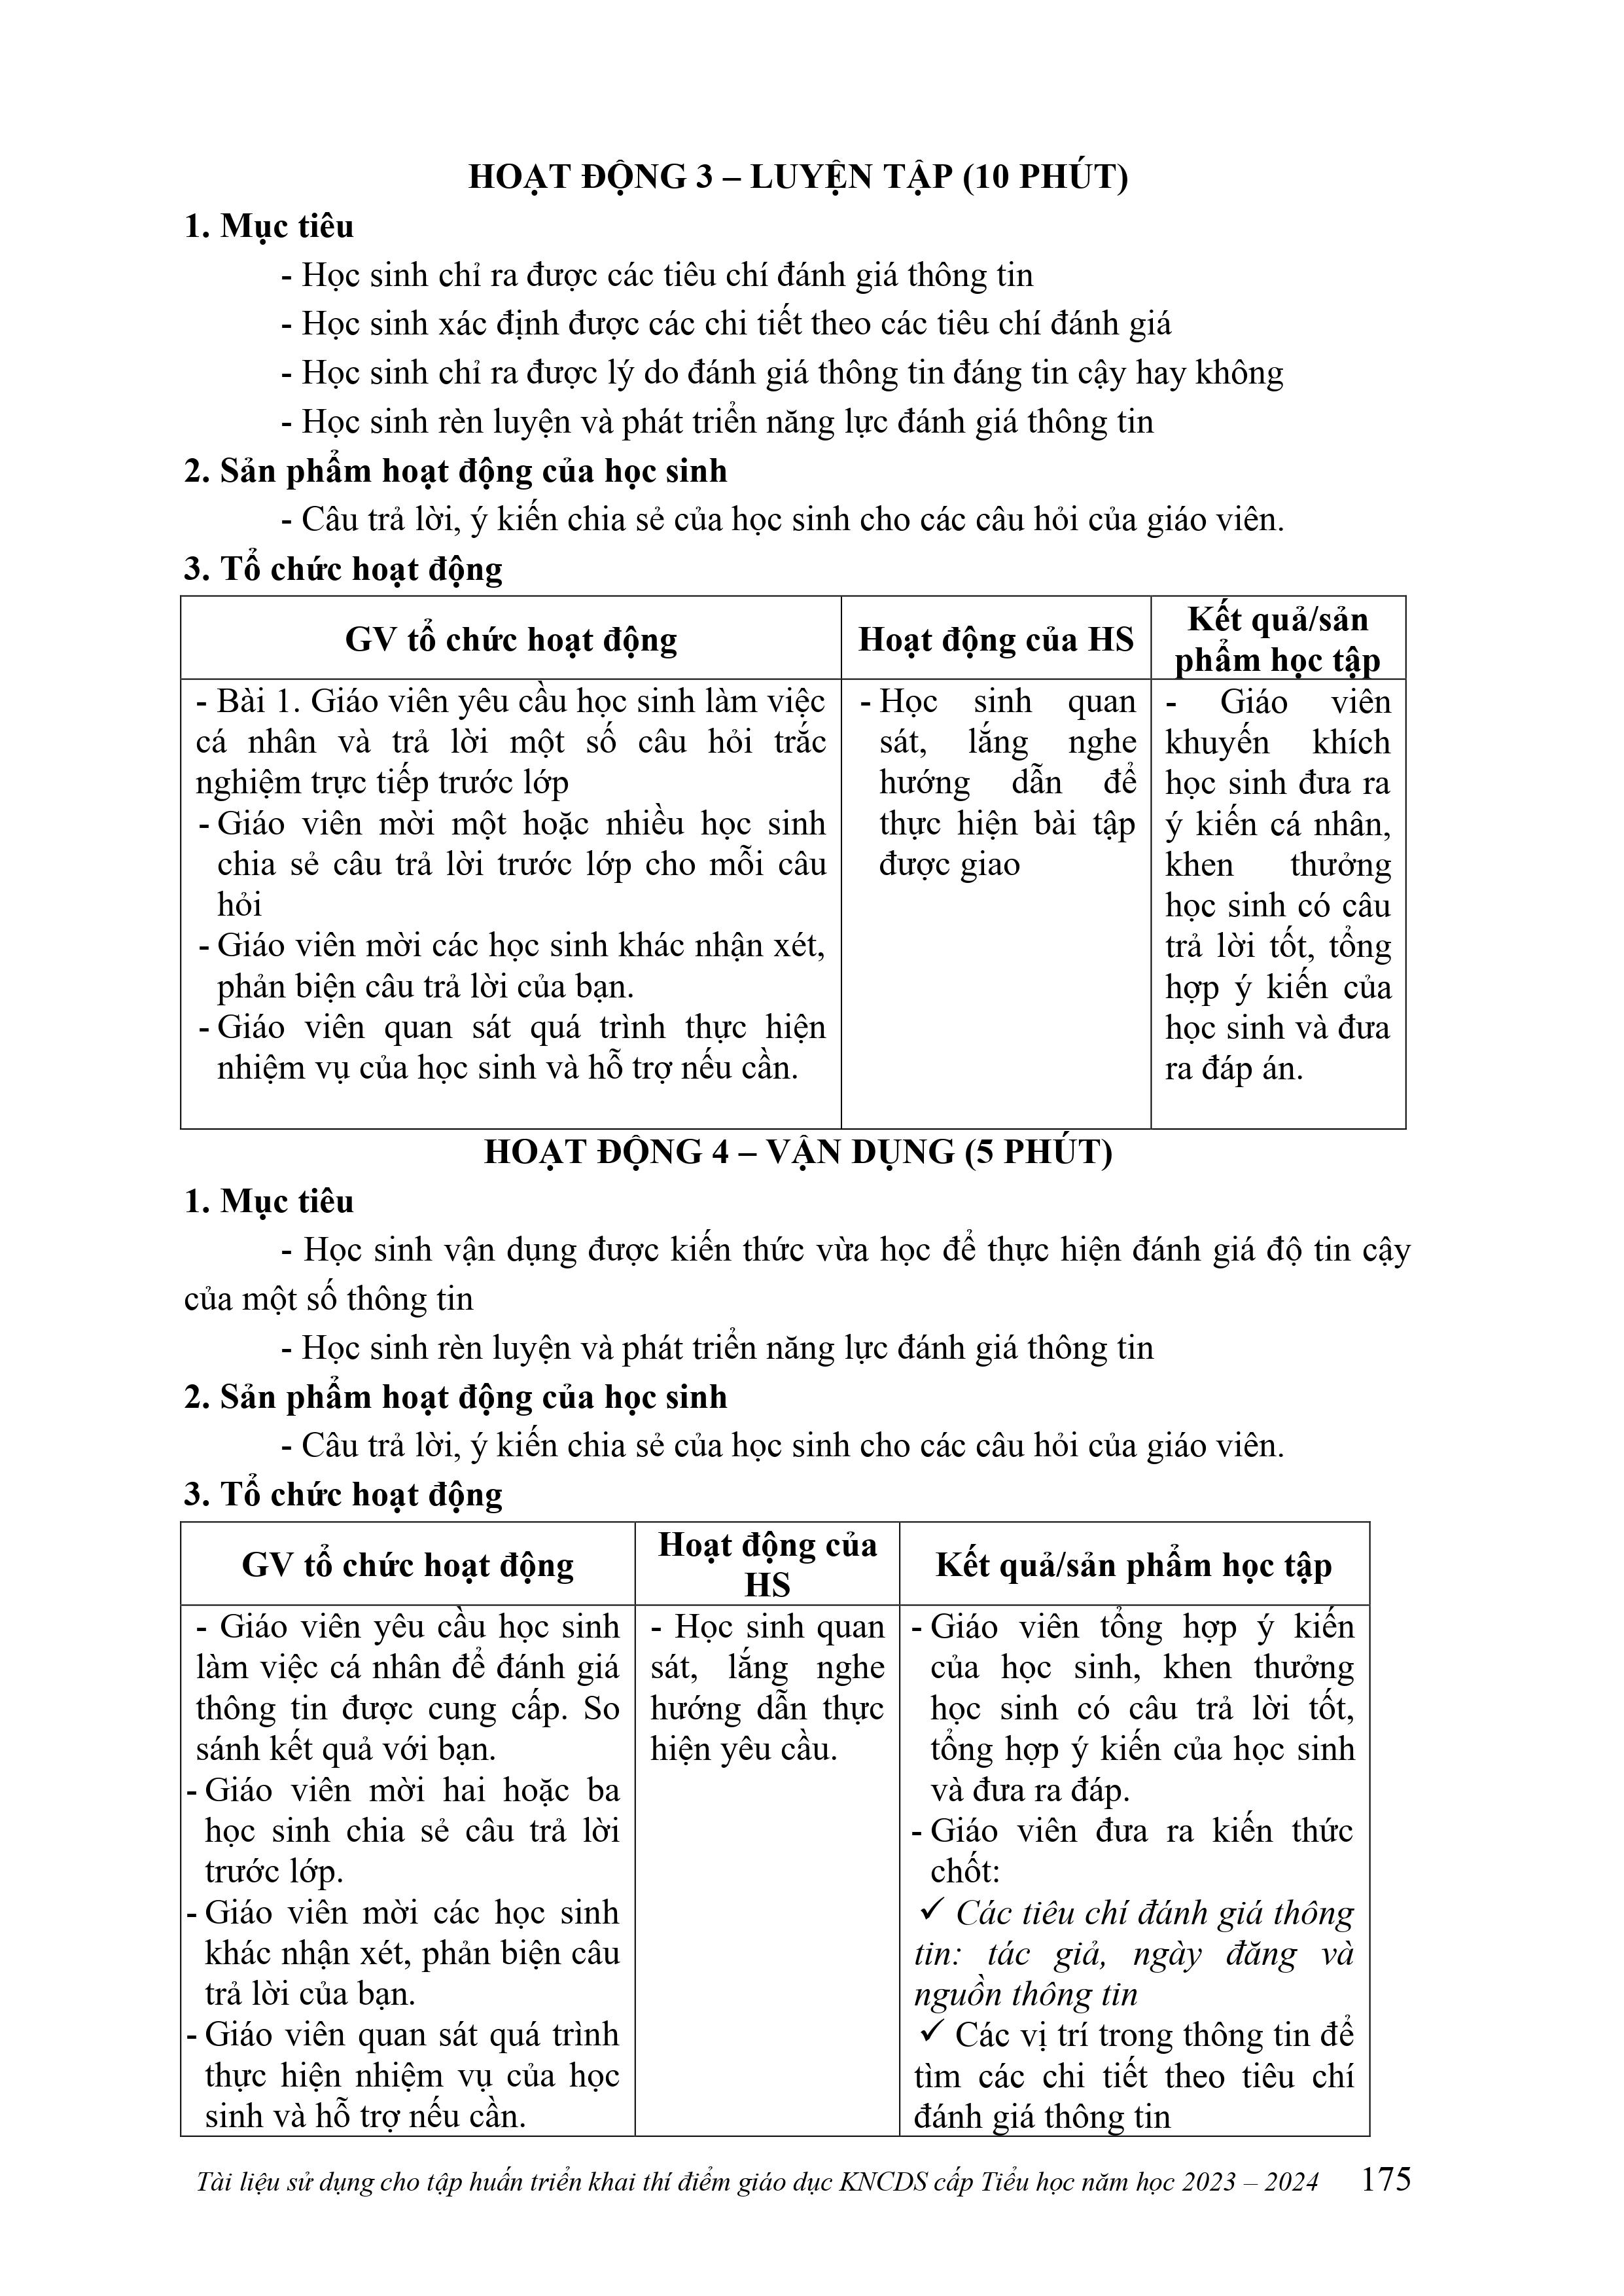 HOẠT ĐỘNG 3 – LUYỆN TẬP (10 PHÚT)
1. Mục tiêu
- Học sinh chỉ ra được các tiêu chí đánh giá thông tin
- Học sinh xác định được các chi tiết theo các tiêu chí đánh giá
- Học sinh chỉ ra được lý do đánh giá thông tin đáng tin cậy hay không
- Học sinh rèn luyện và phát triển năng lực đánh giá thông tin
2. Sản phẩm hoạt động của học sinh
- Câu trả lời, ý kiến chia sẻ của học sinh cho các câu hỏi của giáo viên.
3. Tổ chức hoạt động
GV tổ chức hoạt động
Hoạt động của HS
Kết quả/sản
phẩm học tập
- Bài 1. Giáo viên yêu cầu học sinh làm việc
cá nhân và trả lời một số câu hỏi trắc
nghiệm trực tiếp trước lớp
- Giáo viên mời một hoặc nhiều học sinh
chia sẻ câu trả lời trước lớp cho mỗi câu
hỏi
- Giáo viên mời các học sinh khác nhận xét,
phản biện câu trả lời của bạn.
- Giáo viên quan sát quá trình thực hiện
nhiệm vụ của học sinh và hỗ trợ nếu cần.
- Học sinh quan
sát, lắng nghe
hướng dẫn để
thực hiện bài tập
được giao
- Giáo viên
khuyến khích
học sinh đưa ra
ý kiến cá nhân,
khen thưởng
học sinh có câu
trả lời tốt, tổng
hợp ý kiến của
học sinh và đưa
ra đáp án.
HOẠT ĐỘNG 4 – VẬN DỤNG (5 PHÚT)
1. Mục tiêu
- Học sinh vận dụng được kiến thức vừa học để thực hiện đánh giá độ tin cậy
của một số thông tin
- Học sinh rèn luyện và phát triển năng lực đánh giá thông tin
2. Sản phẩm hoạt động của học sinh
- Câu trả lời, ý kiến chia sẻ của học sinh cho các câu hỏi của giáo viên.
3. Tổ chức hoạt động
GV tổ chức hoạt động
Hoạt động của
HS
Kết quả/sản phẩm học tập
- Giáo viên yêu cầu học sinh
làm việc cá nhân để đánh giá
thông tin được cung cấp. So
sánh kết quả với bạn.
- Giáo viên mời hai hoặc ba
học sinh chia sẻ câu trả lời
trước lớp.
- Giáo viên mời các học sinh
khác nhận xét, phản biện câu
trả lời của bạn.
- Giáo viên quan sát quá trình
thực hiện nhiệm vụ của học
sinh và hỗ trợ nếu cần.
- Học sinh quan
sát, lắng nghe
hướng dẫn thực
hiện yêu cầu.
- Giáo viên tổng hợp ý kiến
của học sinh, khen thưởng
học sinh có câu trả lời tốt,
tổng hợp ý kiến của học sinh
và đưa ra đáp.
- Giáo viên đưa ra kiến thức
chốt:
✓ Các tiêu chí đánh giá thông
tin: tác giả, ngày đăng và
nguồn thông tin
✓ Các vị trí trong thông tin để
tìm các chi tiết theo tiêu chí
đánh giá thông tin
Tài liệu sử dụng cho tập huấn triển khai thí điểm giáo dục KNCDS cấp Tiểu học năm học 2023 – 2024 175